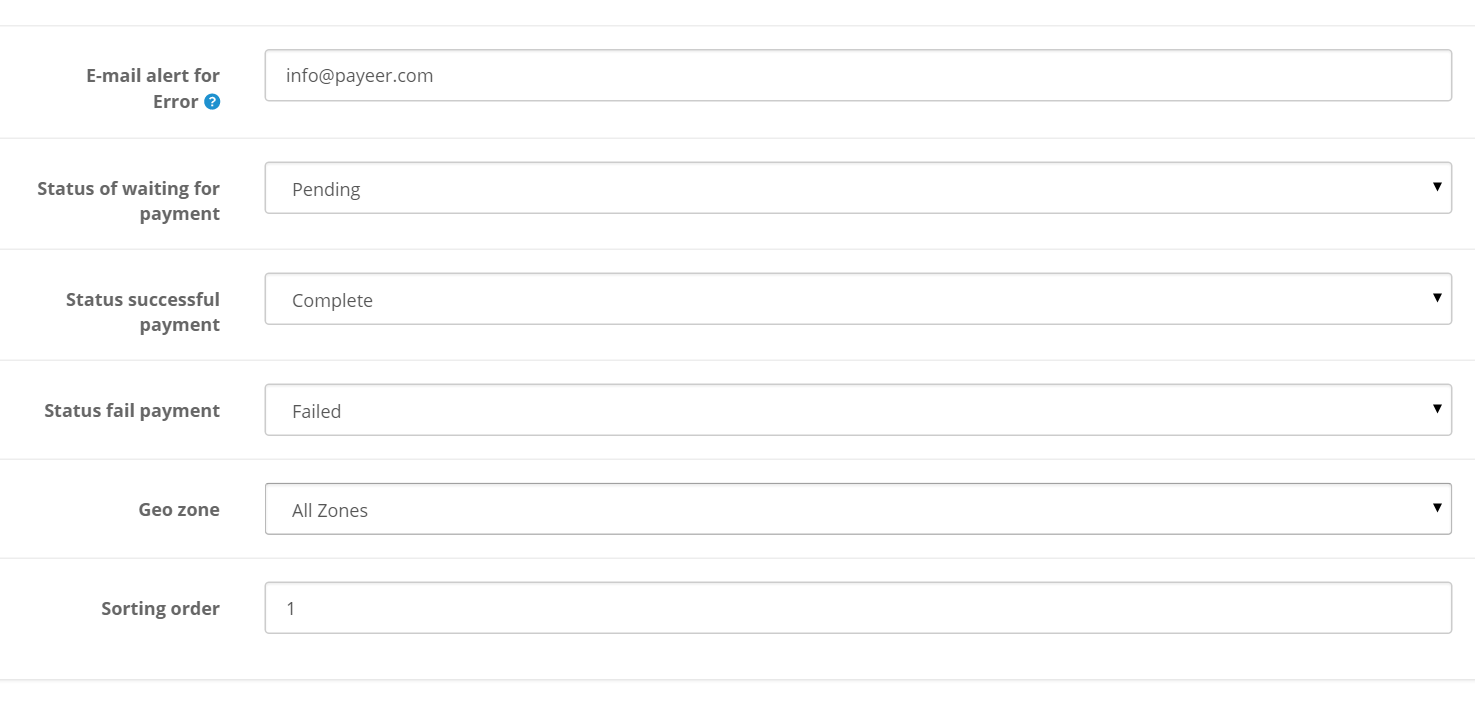 E-mail alert for
Error ?
info@payeer.com
Status of waiting for
payment
Pending
Status successful
payment
Complete
Status fail payment
Failed
Geo zone
All Zones
Sorting order
1